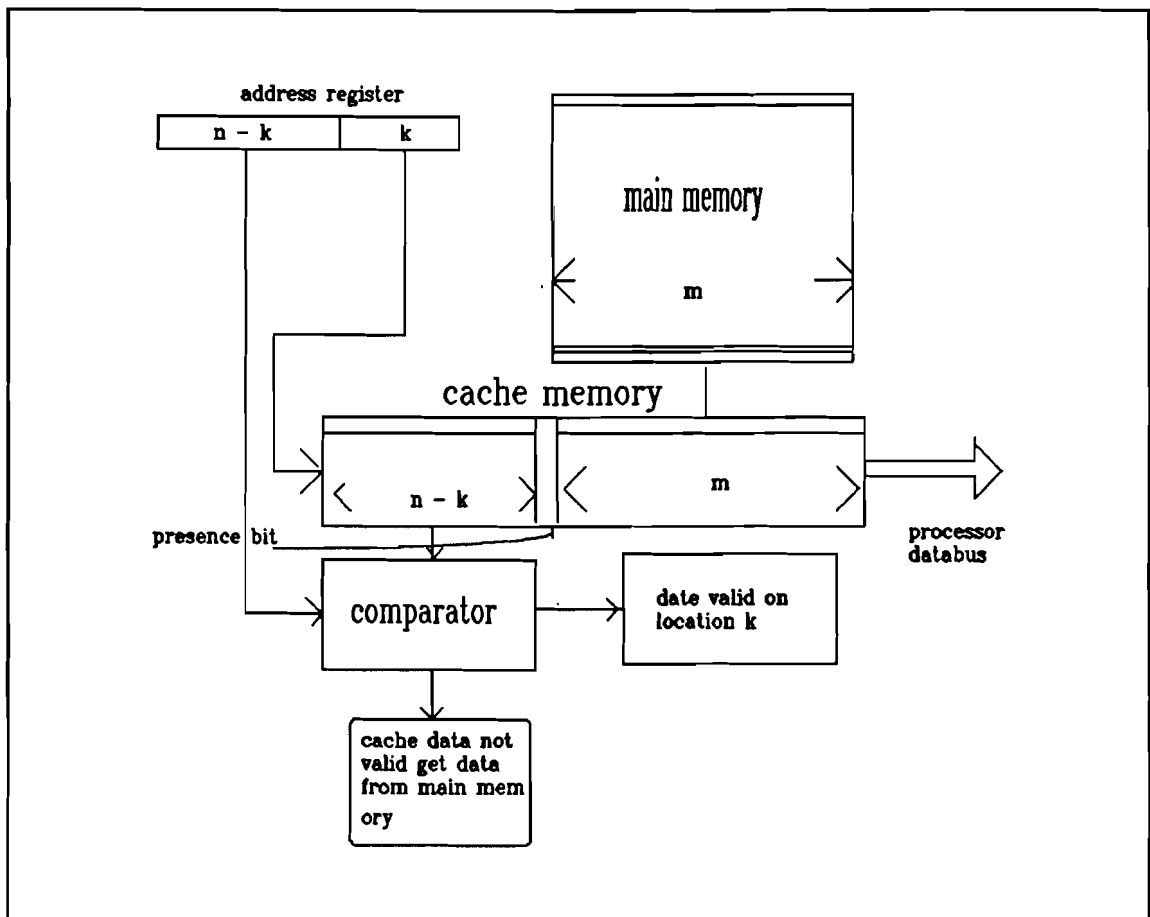 address register
n - k
k
main memory
m
cache memory
n - k
m
presence bit
processor
databus
comparator
date valid on
location k
cache data not
valid get data
from main mem
ory